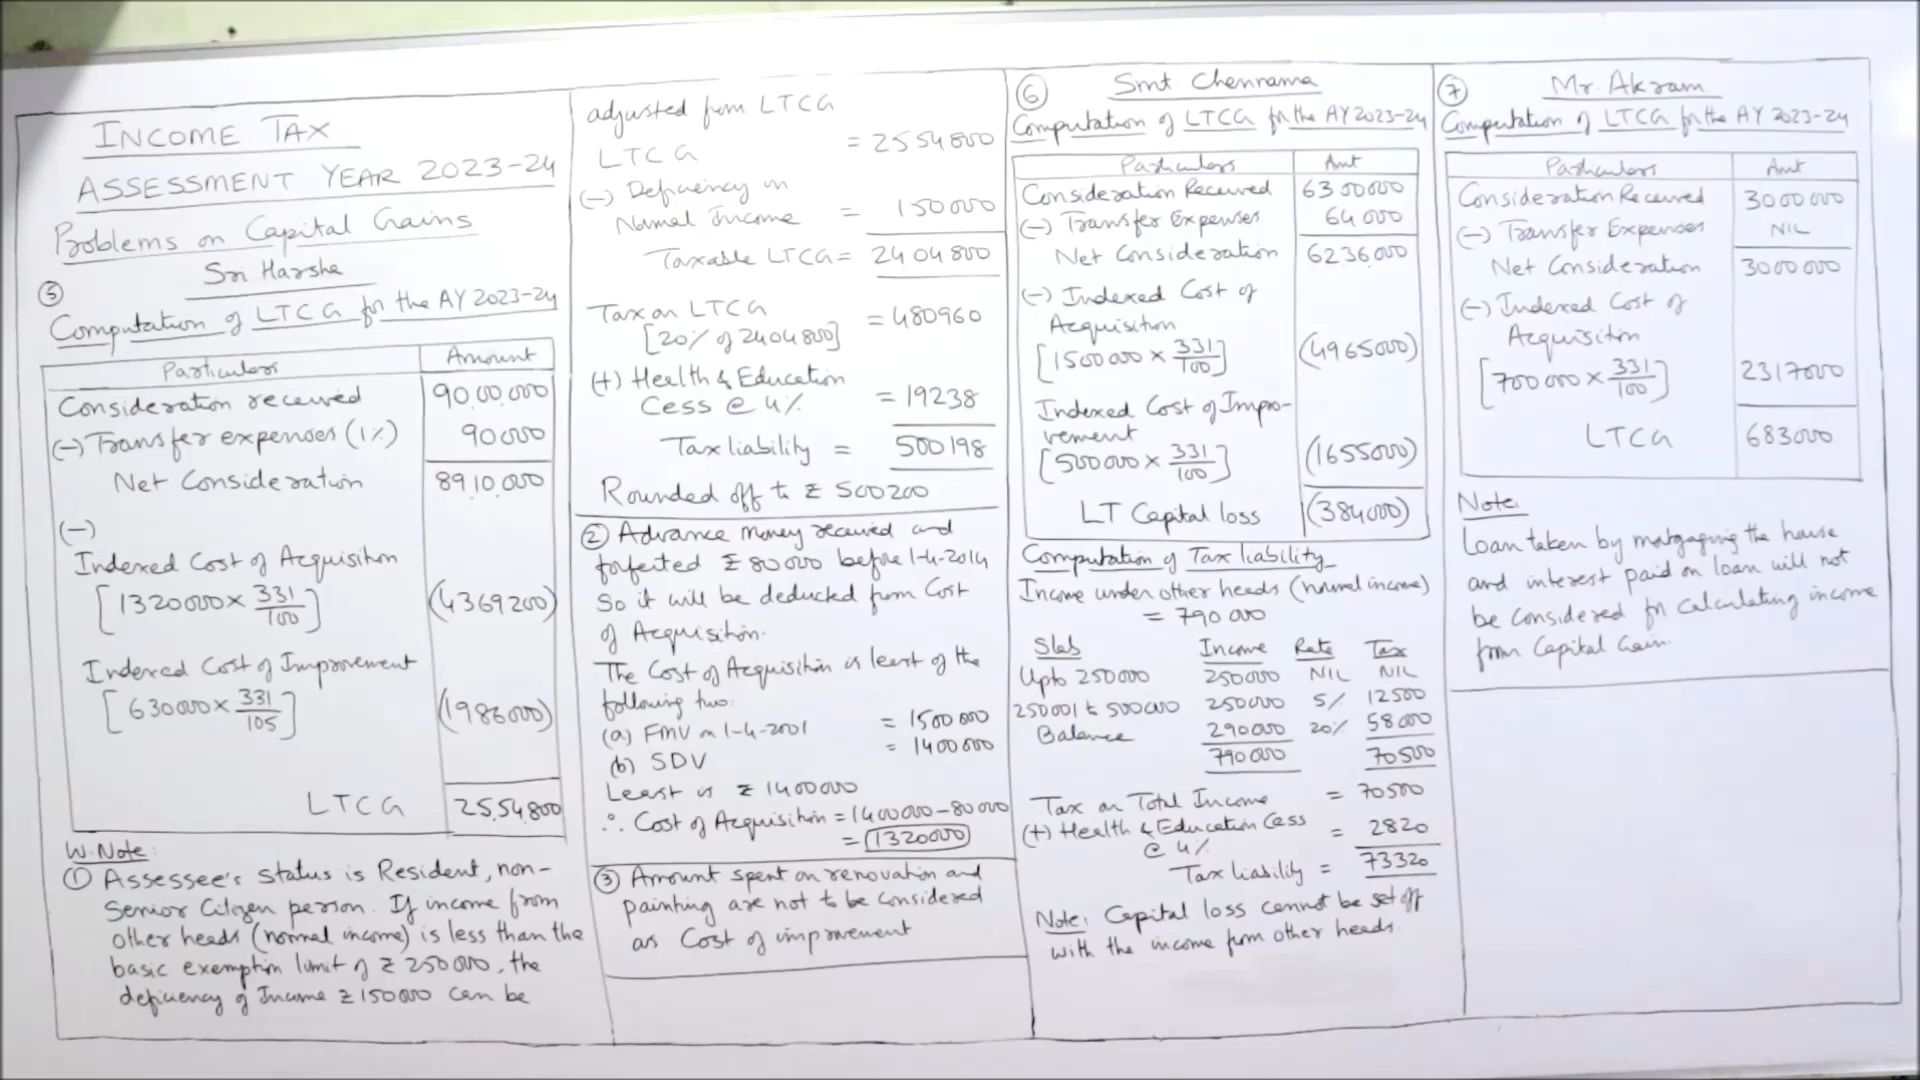 INCOME TAX
ASSESSMENT YEAR 2023-24
Problems on Capital Gains
⑤ Sri Harsha
Computation of LTCG for the AY 2023-24
Particulars Amount
Consideration received 90,00,000
(-) Transfer expenses (1%) 90000
Net Consideration 89,10,000
(-)
Indexed Cost of Acquisition
[1320000 × 331/100] (4369200)
Indexed Cost of Improvement
[630000 × 331/105] (1986000)
LTCG 25,54,800
W.Note:
① Assessee's status is Resident, non-
Senior Citizen person. If income from
other heads (normal income) is less than the
basic exemption limit of ₹ 250000, the
deficiency of Income ₹ 150000 can be
adjusted from LTCG
LTCG = 2554800
(-) Deficiency in
Normal Income = 150000
Taxable LTCG = 2404800
Tax on LTCG
[20% of 2404800] = 480960
(+) Health & Education
Cess @ 4% = 19238
Tax liability = 500198
Rounded off to ₹ 500200
② Advance money received and
forfeited ₹ 80000 before 1-4-2014
So it will be deducted from Cost
of Acquisition.
The Cost of Acquisition is least of the
following two.
(a) FMV on 1-4-2001 = 1500000
(b) SDV = 1400000
Least is ₹ 1400000
∴ Cost of Acquisition = 1400000 - 80000
= 1320000
③ Amount spent on renovation and
painting are not to be considered
as Cost of improvement
⑥ Smt. Chennama
Computation of LTCG for the AY 2023-24
Particulars Amt
Consideration Received 6300000
(-) Transfer Expenses 64000
Net Consideration 6236000
(-) Indexed Cost of
Acquisition
[1500000 × 331/100] (4965000)
Indexed Cost of Impro-
vement
[500000 × 331/100] (1655000)
LT Capital loss (384000)
Computation of Tax liability
Income under other heads (normal income)
= 790000
Slab Income Rate Tax
Upto 250000 250000 NIL NIL
250001 to 500000 250000 5% 12500
Balance 290000 20% 58000
790000 70500
Tax on Total Income = 70500
(+) Health & Education Cess
@ 4% = 2820
Tax liability = 73320
Note: Capital loss cannot be set off
with the income from other heads.
⑦ Mr. Akram
Computation of LTCG for the AY 2023-24
Particulars Amt
Consideration Received 3000000
(-) Transfer Expenses NIL
Net Consideration 3000000
(-) Indexed Cost of
Acquisition
[700000 × 331/100] 2317000
LTCG 683000
Note:
Loan taken by mortgaging the house
and interest paid on loan will not
be considered for calculating income
from Capital Gain.